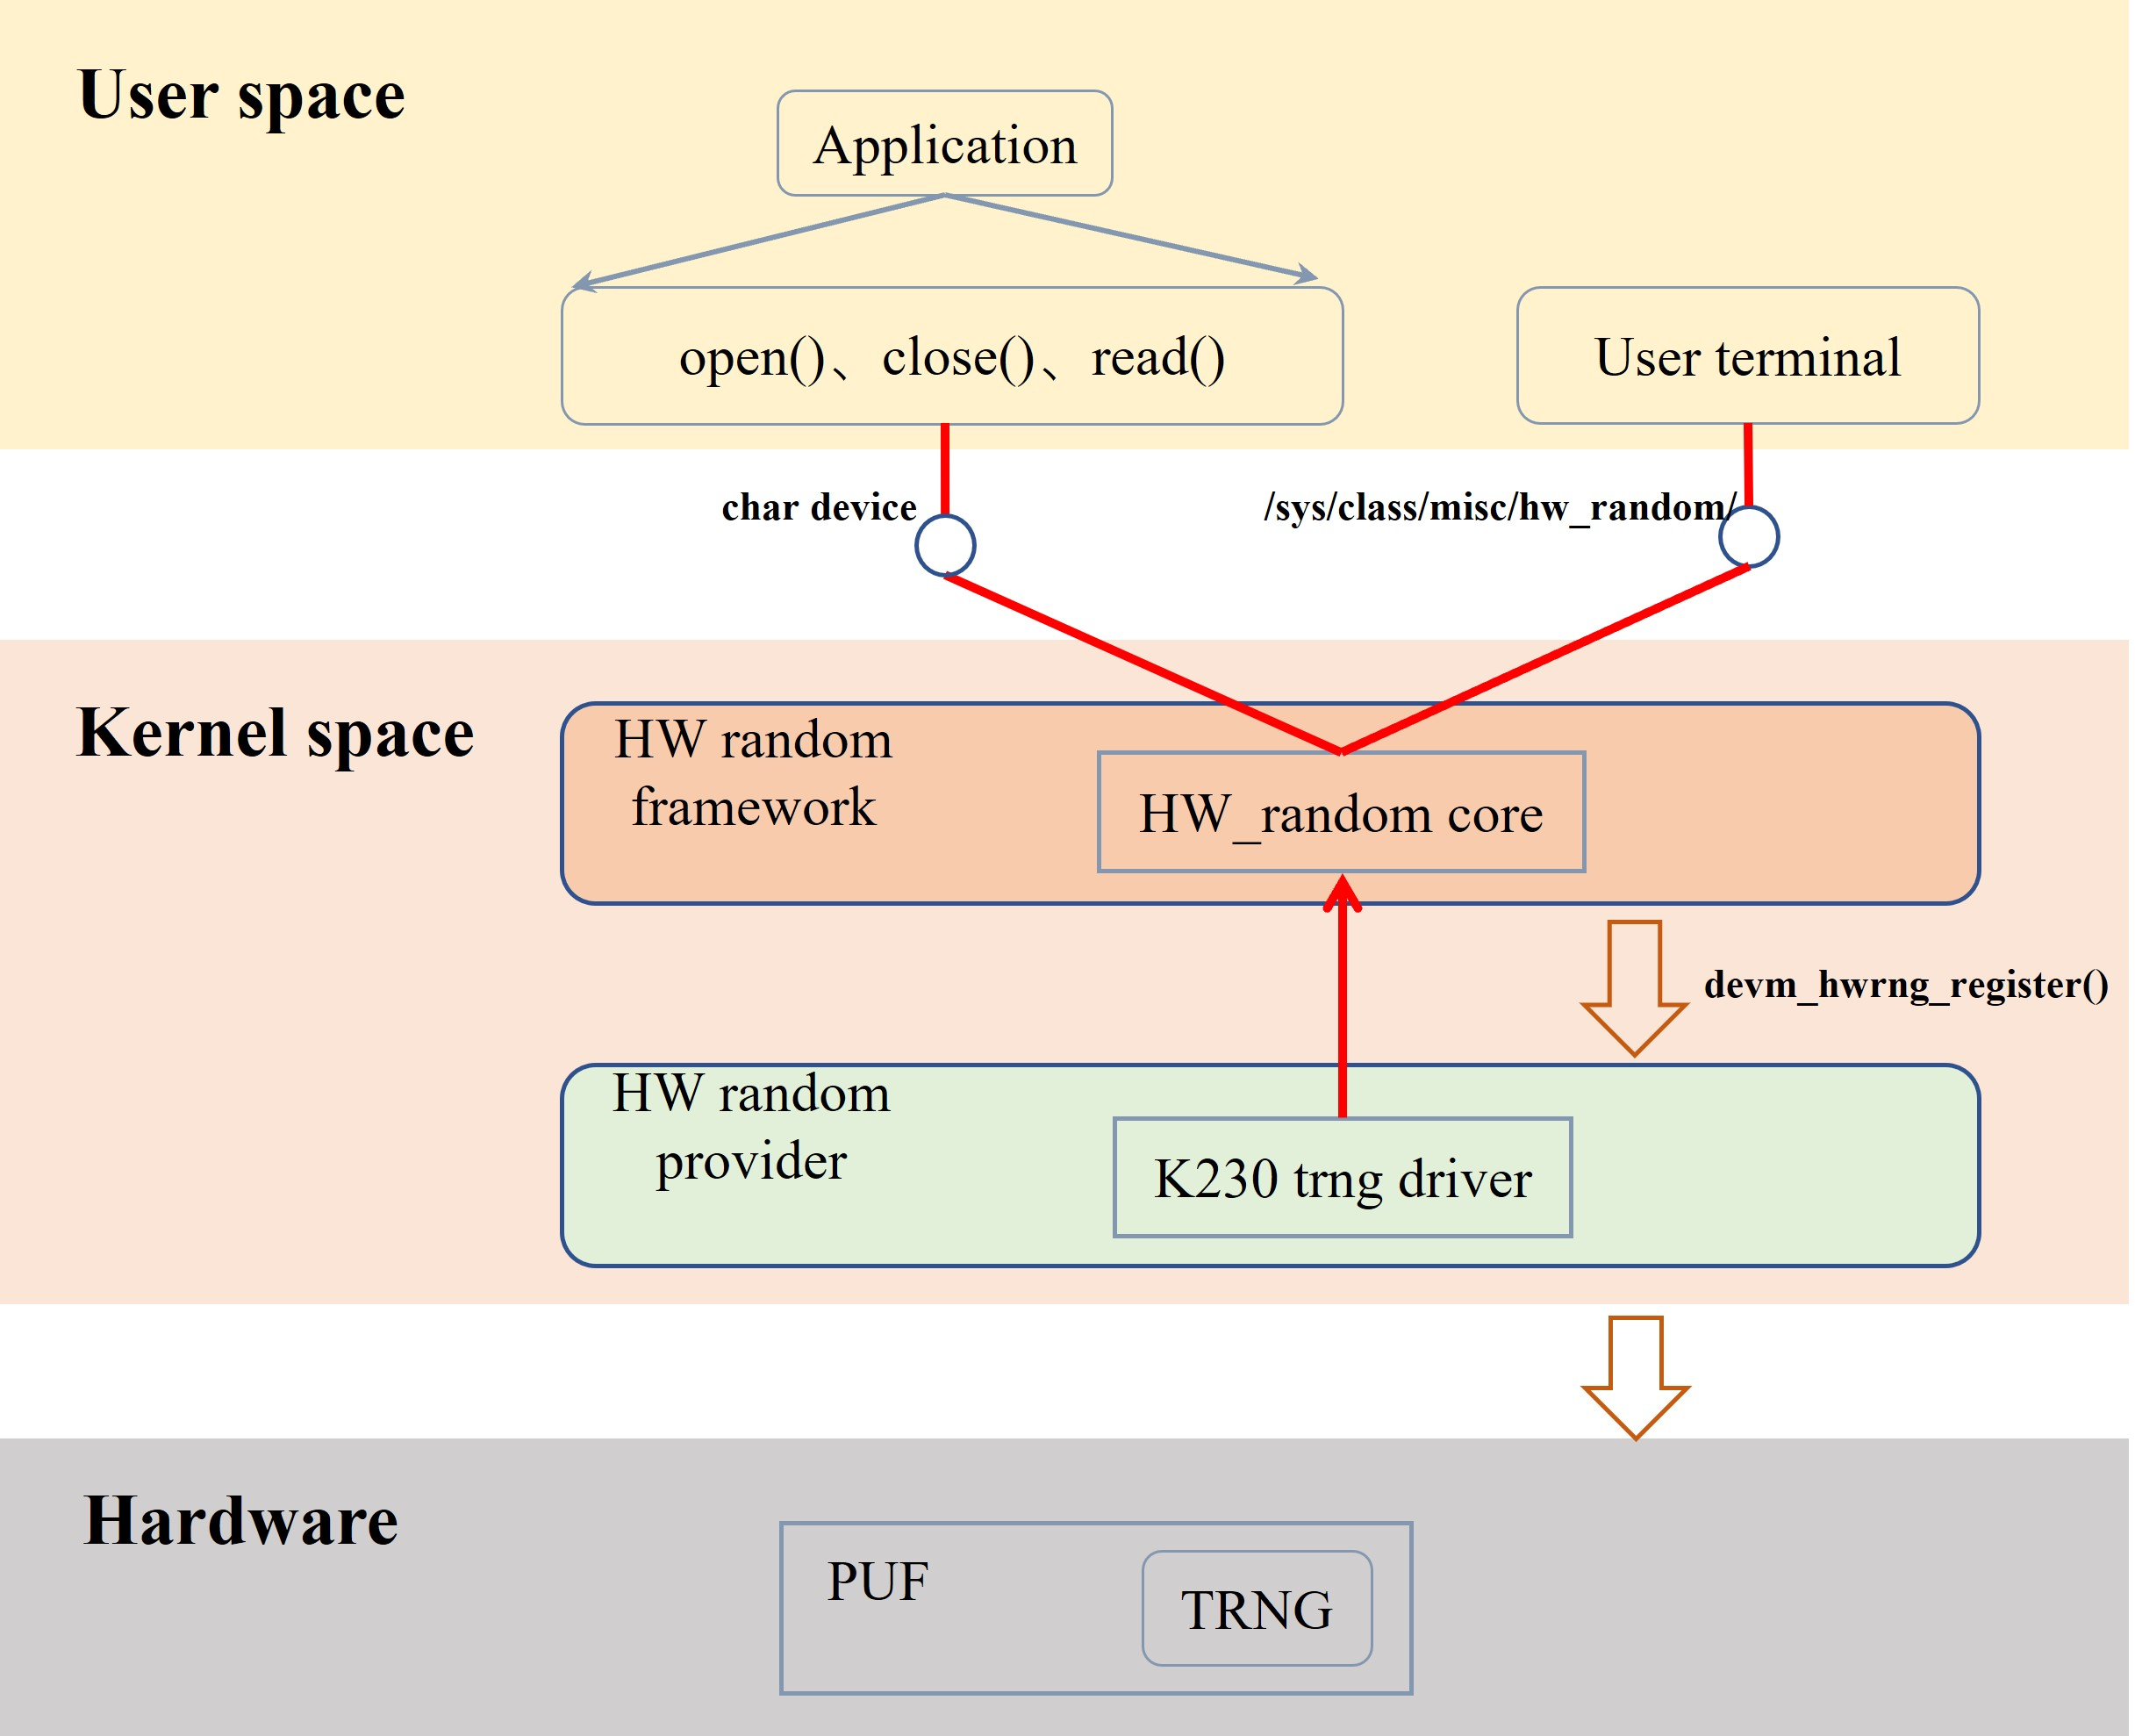 User space
Application
open()、close()、read()
User terminal
char device
/sys/class/misc/hw_random/
Kernel space
HW random
framework
HW_random core
devm_hwrng_register()
HW random
provider
K230 trng driver
Hardware
PUF
TRNG